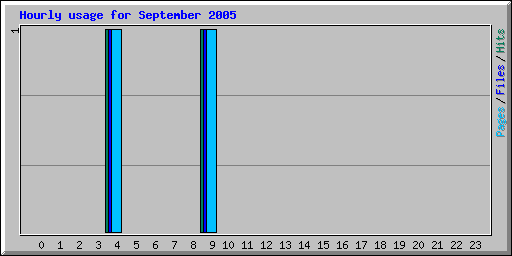 Hourly usage for September 2005
1
Pages/Files/Hits
0 1 2 3 4 5 6 7 8 9 10 11 12 13 14 15 16 17 18 19 20 21 22 23